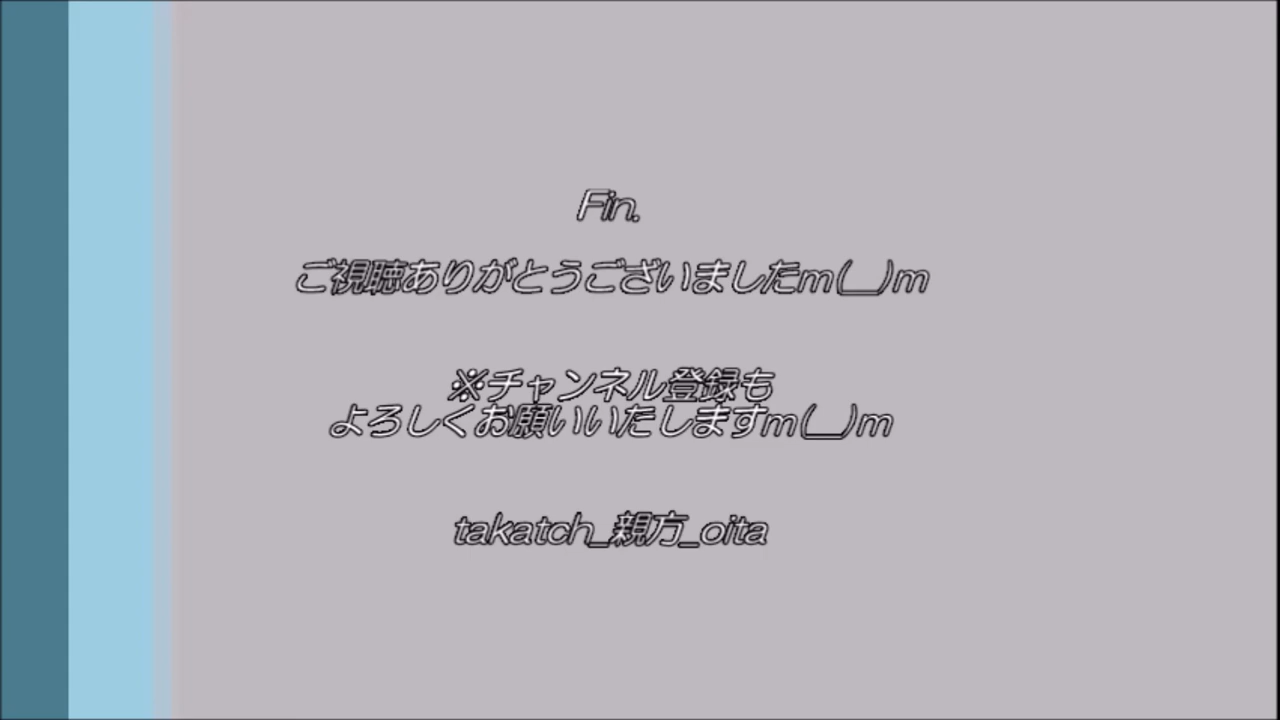 Fin.
ご視聴ありがとうございましたm(__)m
※チャンネル登録も
よろしくお願いいたしますm(__)m
takatch_親方_oita